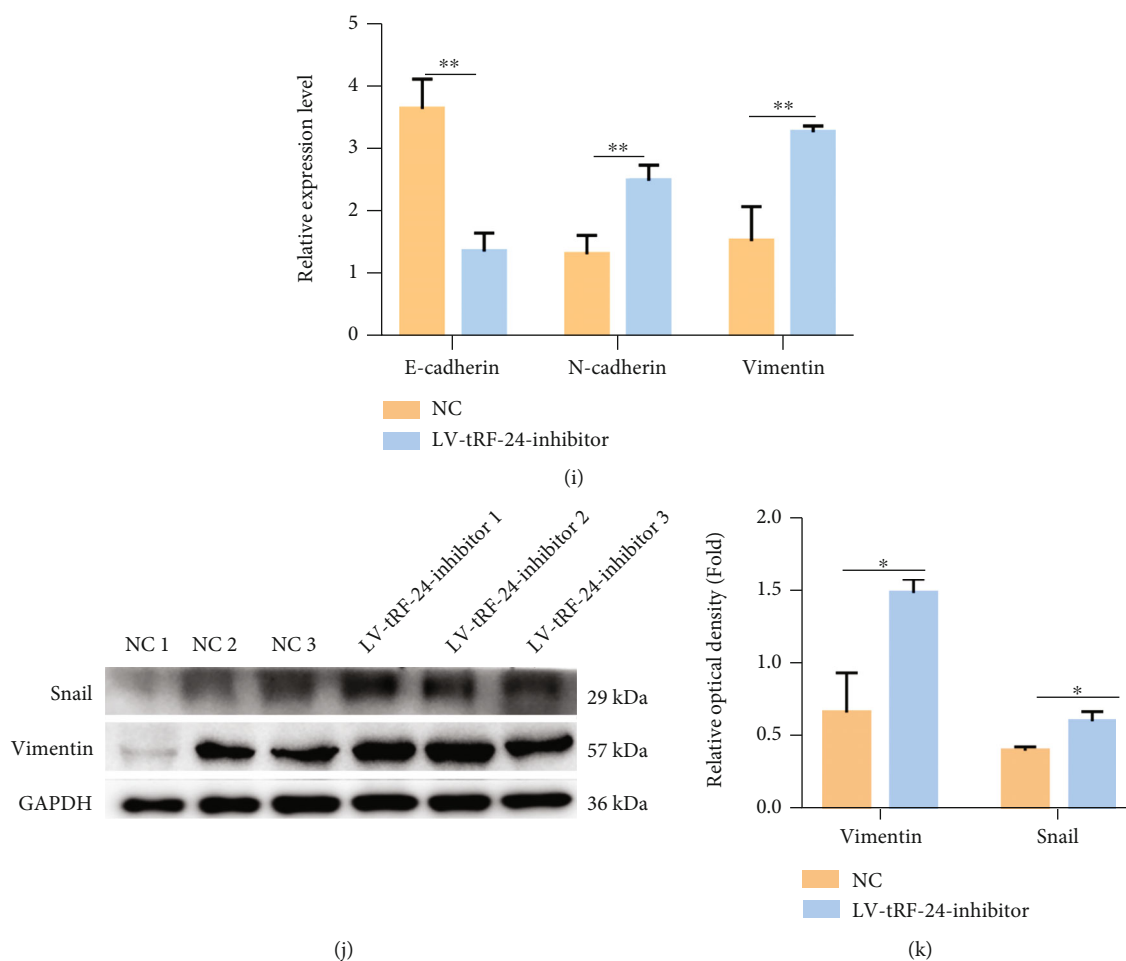 5
4
3
2
1
0
Relative expression level
**
**
**
E-cadherin
N-cadherin
Vimentin
NC
LV-tRF-24-inhibitor
(i)
NC 1
NC 2
NC 3
LV-tRF-24-inhibitor 1
LV-tRF-24-inhibitor 2
LV-tRF-24-inhibitor 3
Snail
29 kDa
Vimentin
57 kDa
GAPDH
36 kDa
(j)
2.0
1.5
1.0
0.5
0.0
Relative optical density (Fold)
*
*
Vimentin
Snail
NC
LV-tRF-24-inhibitor
(k)